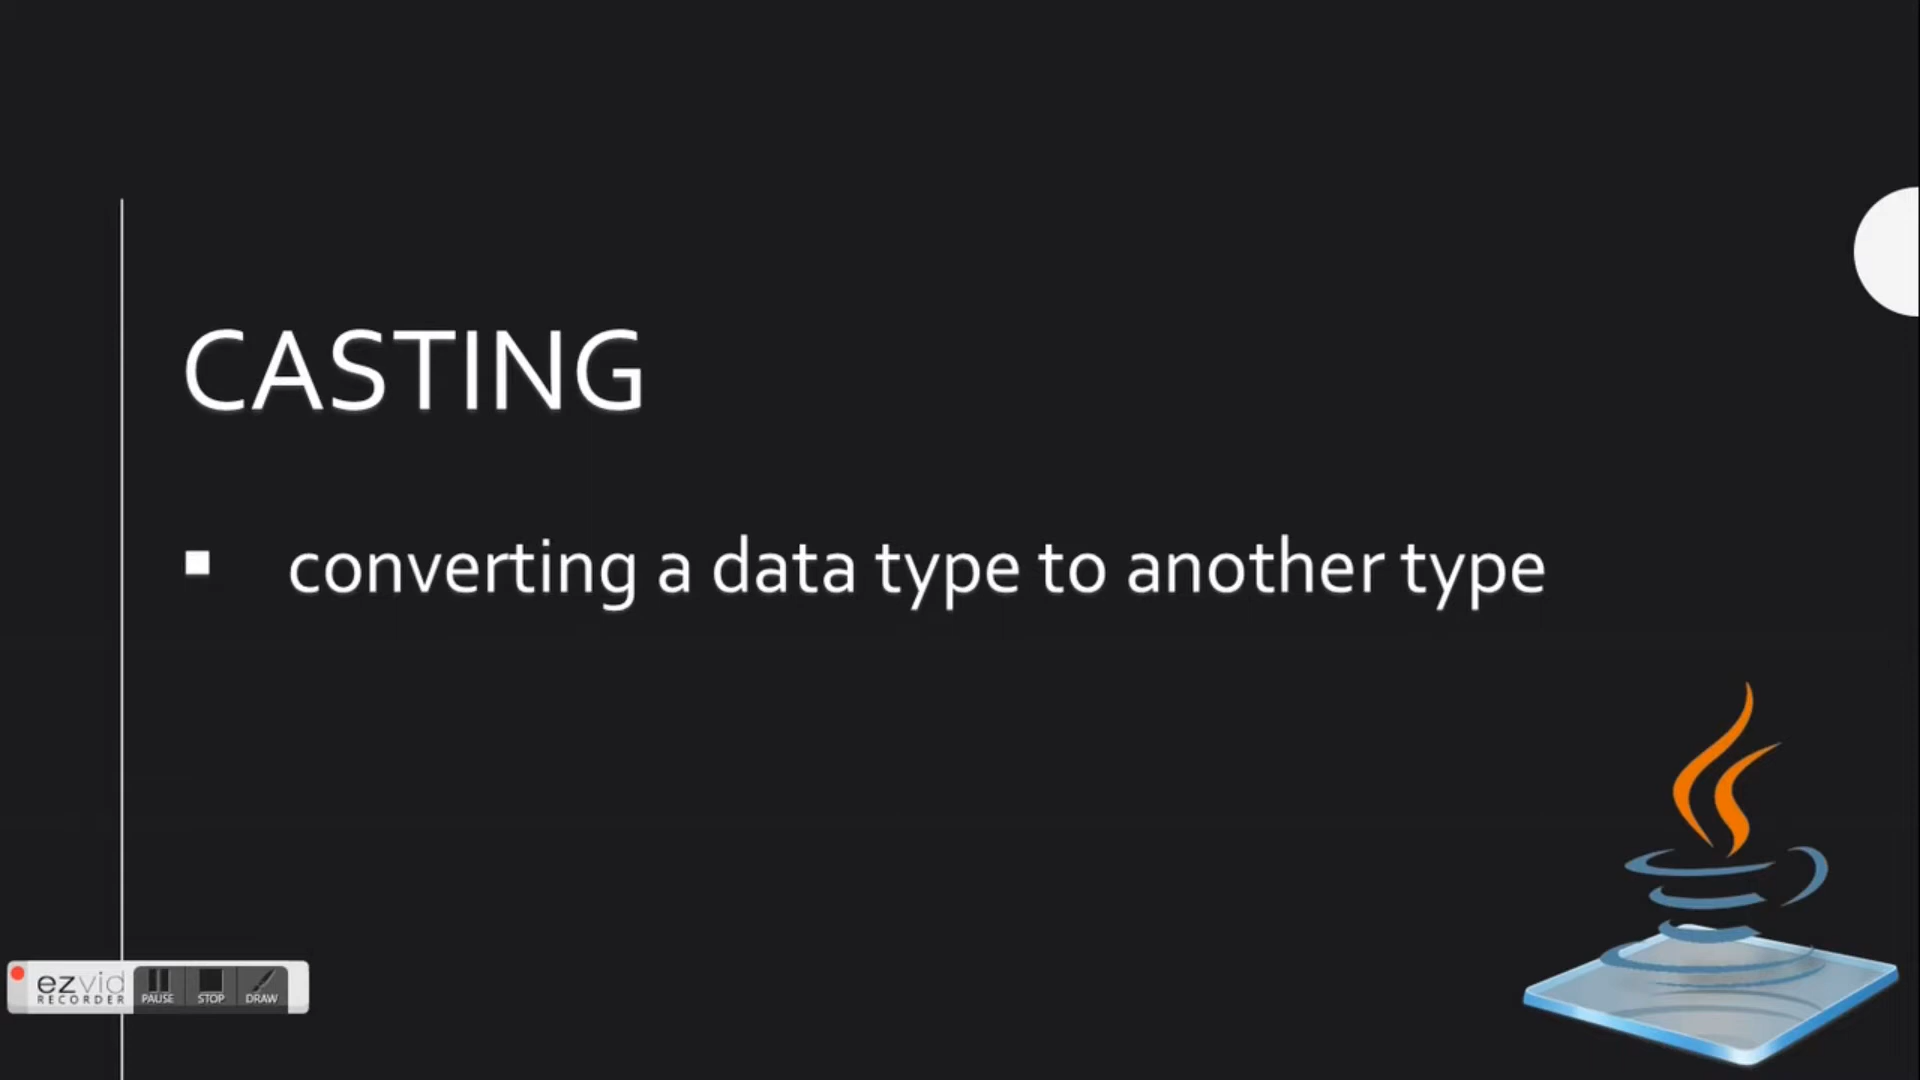 CASTING
▪ converting a data type to another type
ezvid
RECORDER
PAUSE STOP DRAW